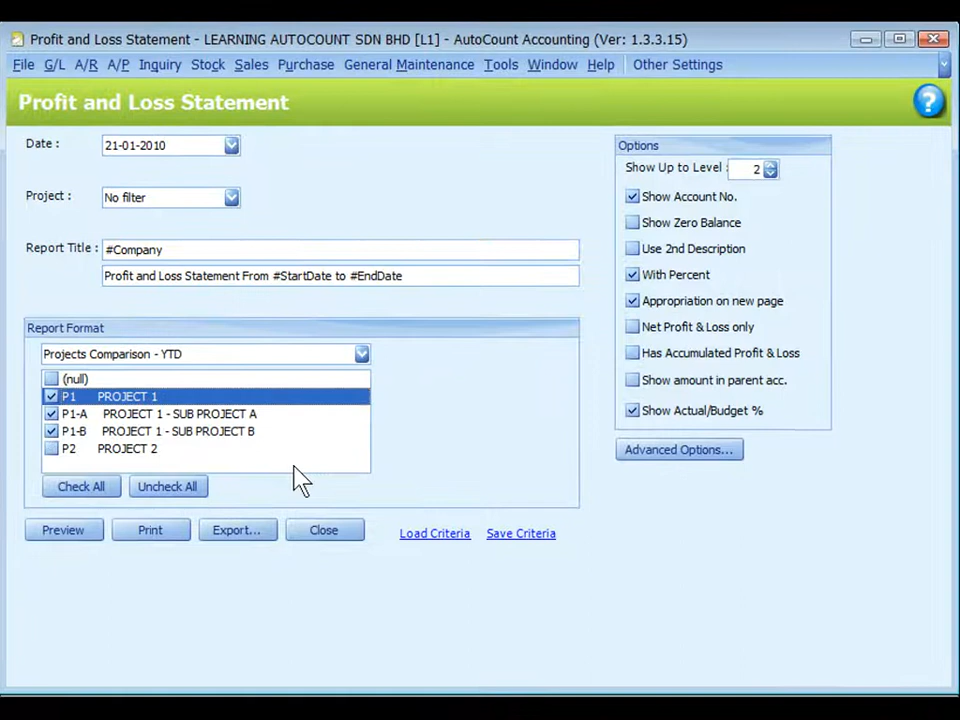 Profit and Loss Statement - LEARNING AUTOCOUNT SDN BHD [L1] - AutoCount Accounting (Ver: 1.3.3.15)
File G/L A/R A/P Inquiry Stock Sales Purchase General Maintenance Tools Window Help Other Settings
Profit and Loss Statement
?
Date : 21-01-2010
Project : No filter
Report Title : #Company
Profit and Loss Statement From #StartDate to #EndDate
Report Format
Projects Comparison - YTD
(null)
P1 PROJECT 1
P1-A PROJECT 1 - SUB PROJECT A
P1-B PROJECT 1 - SUB PROJECT B
P2 PROJECT 2
Check All Uncheck All
Preview Print Export... Close Load Criteria Save Criteria
Options
Show Up to Level : 2
Show Account No.
Show Zero Balance
Use 2nd Description
With Percent
Appropriation on new page
Net Profit & Loss only
Has Accumulated Profit & Loss
Show amount in parent acc.
Show Actual/Budget %
Advanced Options...